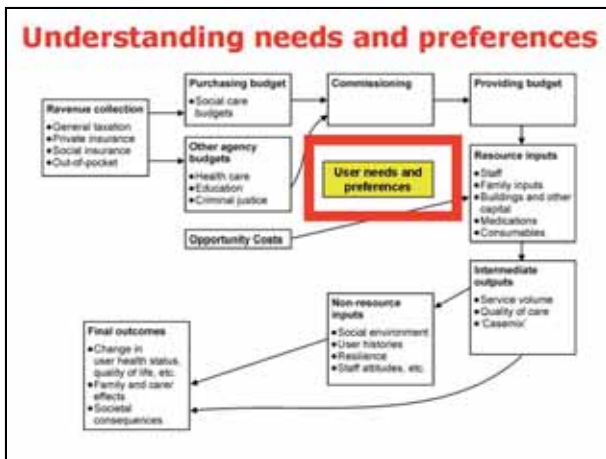 Understanding needs and preferences
Purchasing budget
•Social care
budgets
Commissioning
Providing budget
Revenue collection
•General taxation
•Private insurance
•Social insurance
•Out-of-pocket
Other agency
budgets
•Health care
•Education
•Criminal justice
User needs and
preferences
Resource inputs
•Staff
•Family inputs
•Buildings and other
capital
•Medications
•Consumables
Opportunity Costs
Intermediate
outputs
•Service volume
•Quality of care
•'Casemix'
Non-resource
inputs
•Social environment
•User histories
•Resilience
•Staff attitudes, etc.
Final outcomes
•Change in
user health status,
quality of life, etc.
•Family and carer
effects
•Societal
consequences